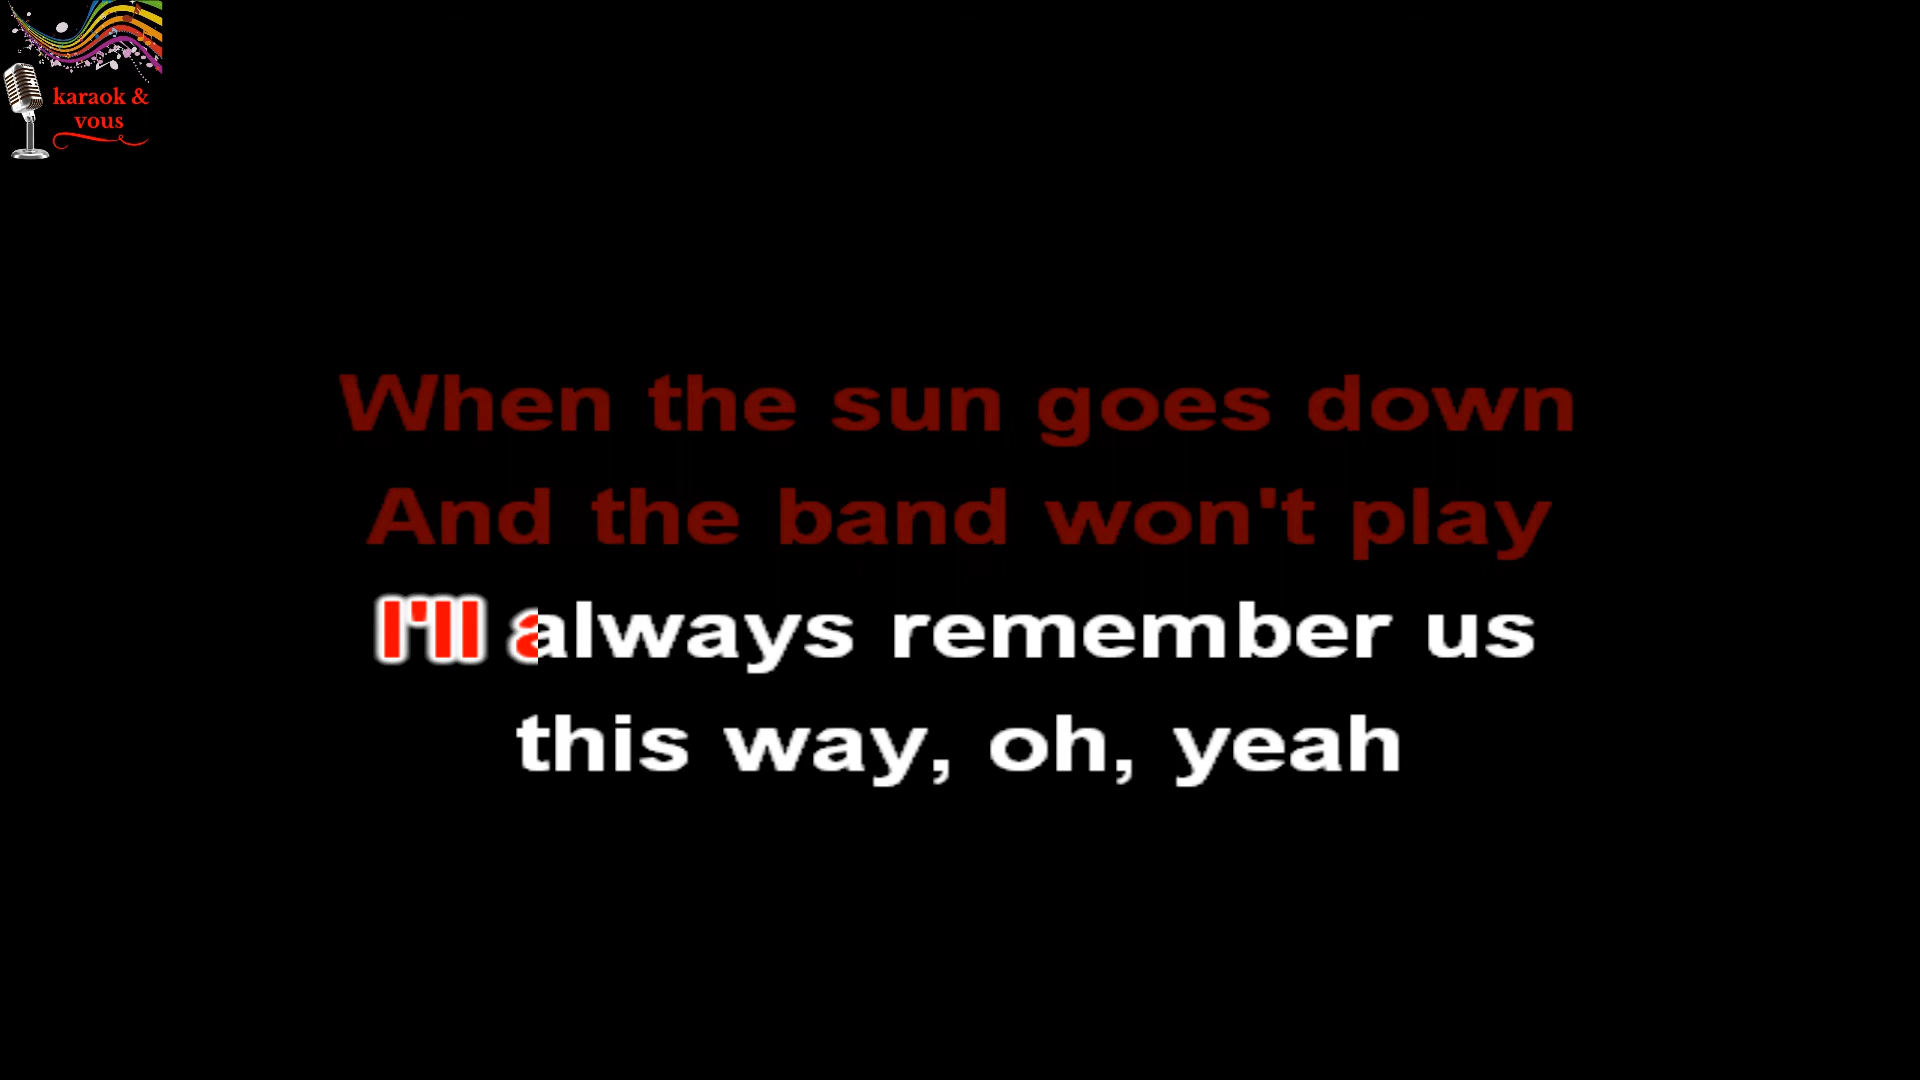 karaok &
vous
When the sun goes down
And the band won't play
I'll always remember us
this way, oh, yeah